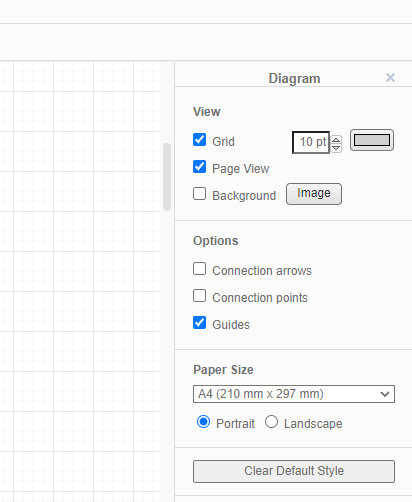 Diagram
View
Grid 10 pt
Page View
Background Image
Options
Connection arrows
Connection points
Guides
Paper Size
A4 (210 mm x 297 mm)
Portrait Landscape
Clear Default Style